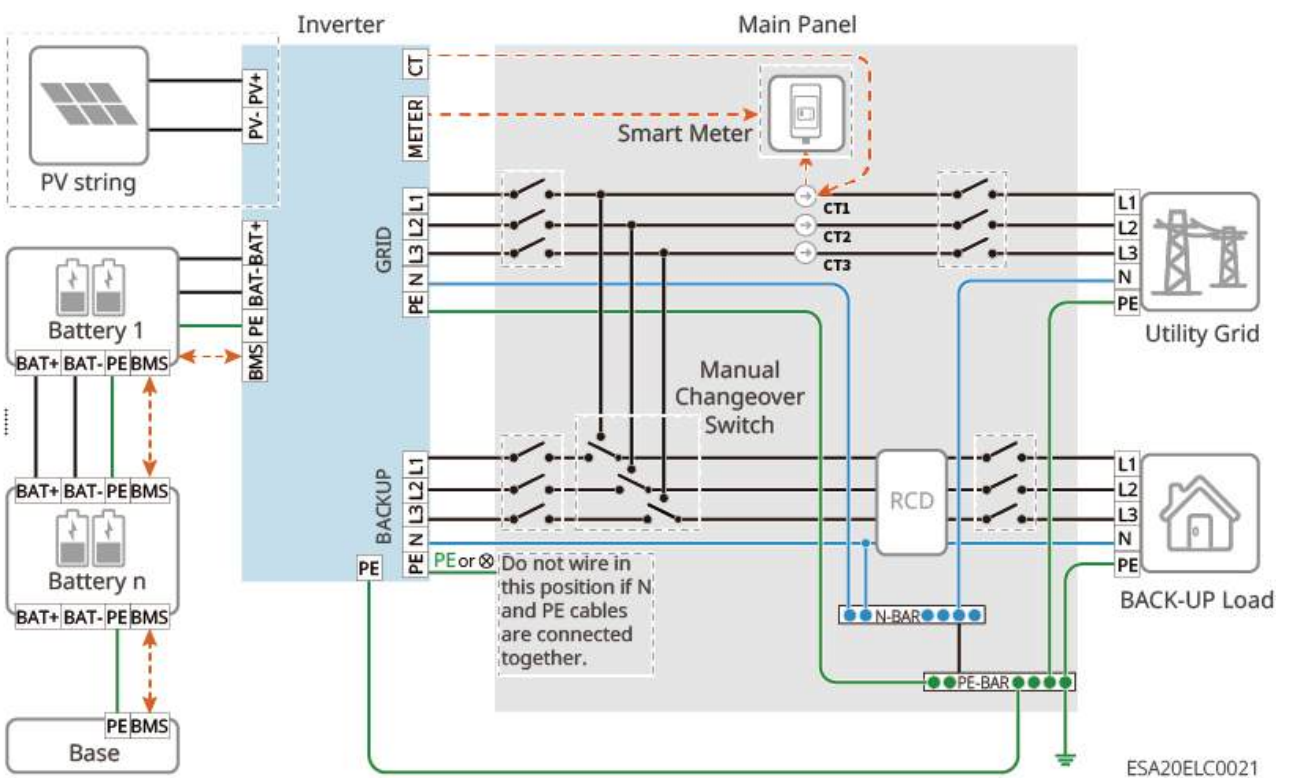 Inverter
Main Panel
PV string
PV+
PV-
CT
METER
Smart Meter
L1
L2
L3
N
PE
GRID
CT1
CT2
CT3
L1
L2
L3
N
PE
Utility Grid
BAT+
BAT-
PE
BMS
Battery 1
BAT+ BAT- PE BMS
......
BAT+ BAT- PE BMS
Battery n
BAT+ BAT- PE BMS
PE BMS
Base
Manual
Changeover
Switch
BACKUP
L1
L2
L3
N
PE
PE
PE or ⊗
Do not wire in
this position if N
and PE cables
are connected
together.
RCD
L1
L2
L3
N
PE
BACK-UP Load
N-BAR
PE-BAR
ESA20ELC0021